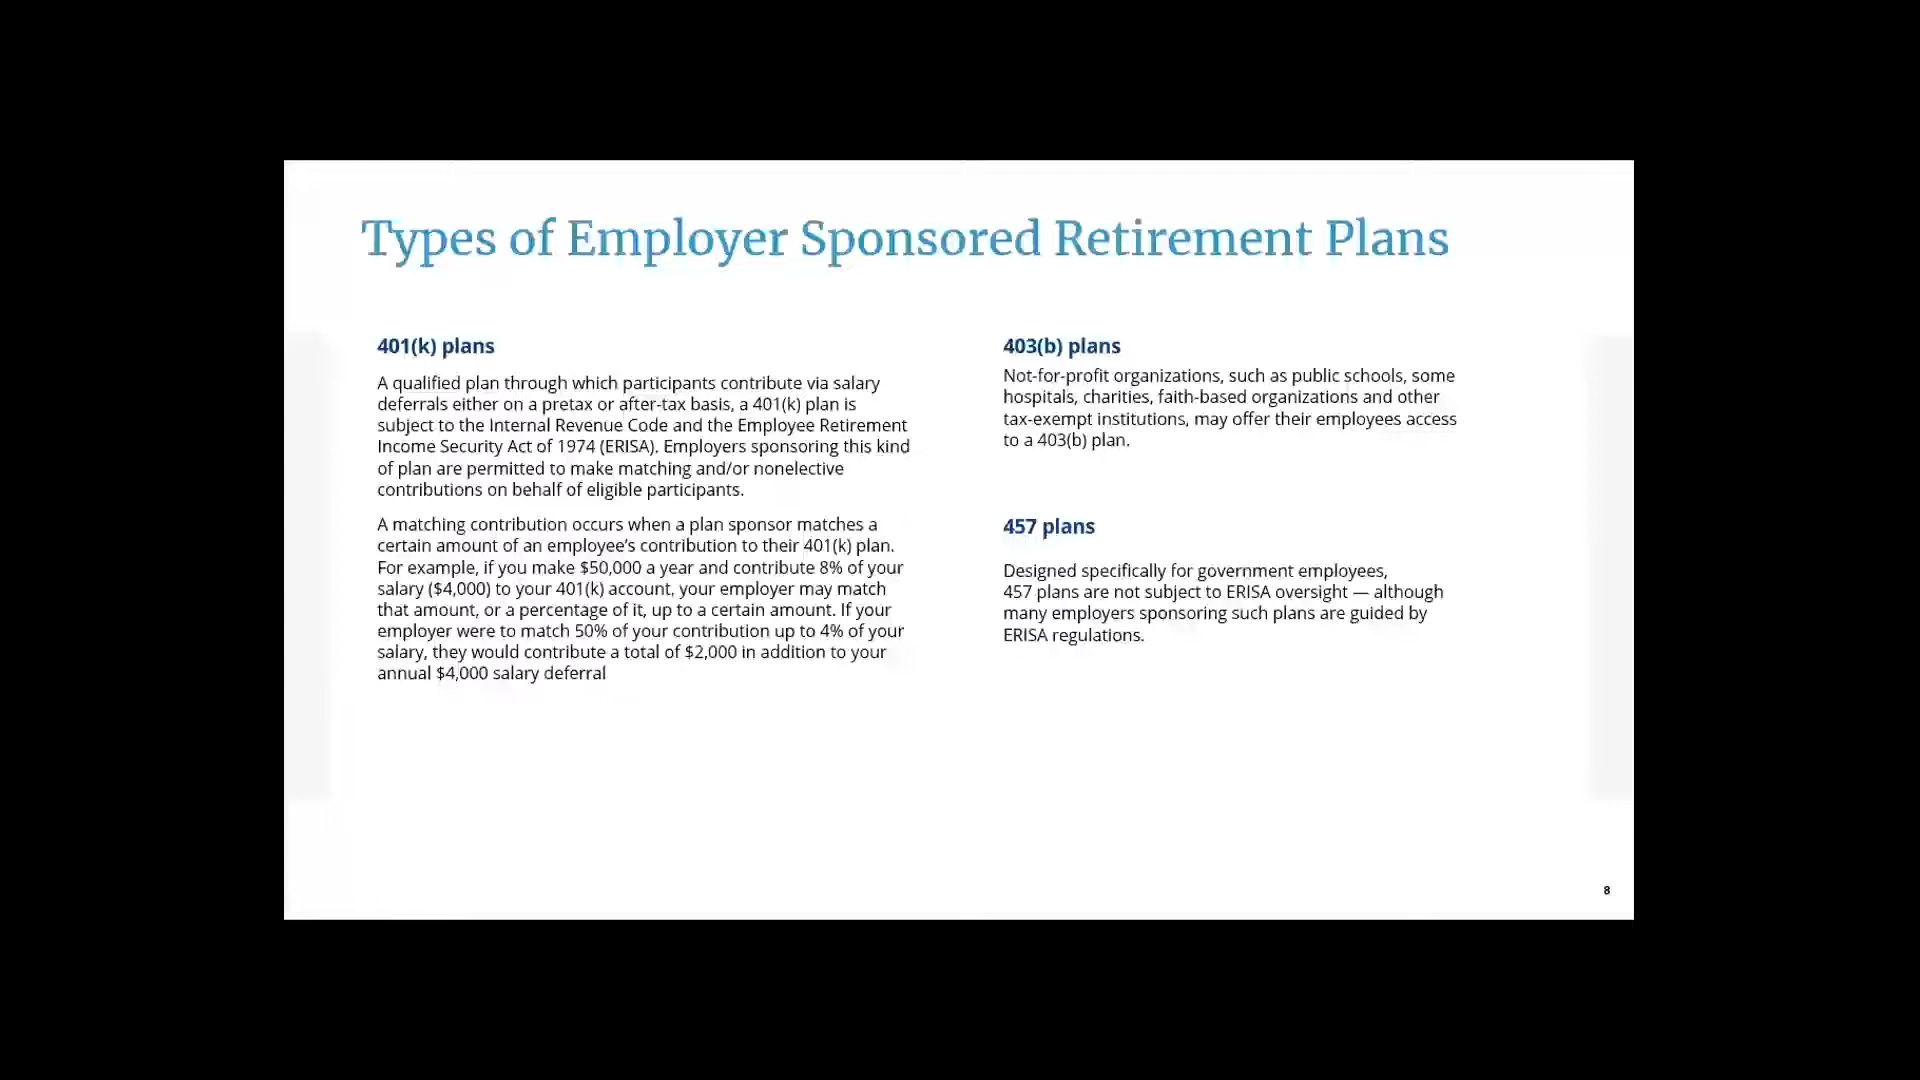 Types of Employer Sponsored Retirement Plans
401(k) plans
A qualified plan through which participants contribute via salary
deferrals either on a pretax or after-tax basis, a 401(k) plan is
subject to the Internal Revenue Code and the Employee Retirement
Income Security Act of 1974 (ERISA). Employers sponsoring this kind
of plan are permitted to make matching and/or nonelective
contributions on behalf of eligible participants.
A matching contribution occurs when a plan sponsor matches a
certain amount of an employee’s contribution to their 401(k) plan.
For example, if you make $50,000 a year and contribute 8% of your
salary ($4,000) to your 401(k) account, your employer may match
that amount, or a percentage of it, up to a certain amount. If your
employer were to match 50% of your contribution up to 4% of your
salary, they would contribute a total of $2,000 in addition to your
annual $4,000 salary deferral
403(b) plans
Not-for-profit organizations, such as public schools, some
hospitals, charities, faith-based organizations and other
tax-exempt institutions, may offer their employees access
to a 403(b) plan.
457 plans
Designed specifically for government employees,
457 plans are not subject to ERISA oversight — although
many employers sponsoring such plans are guided by
ERISA regulations.
8